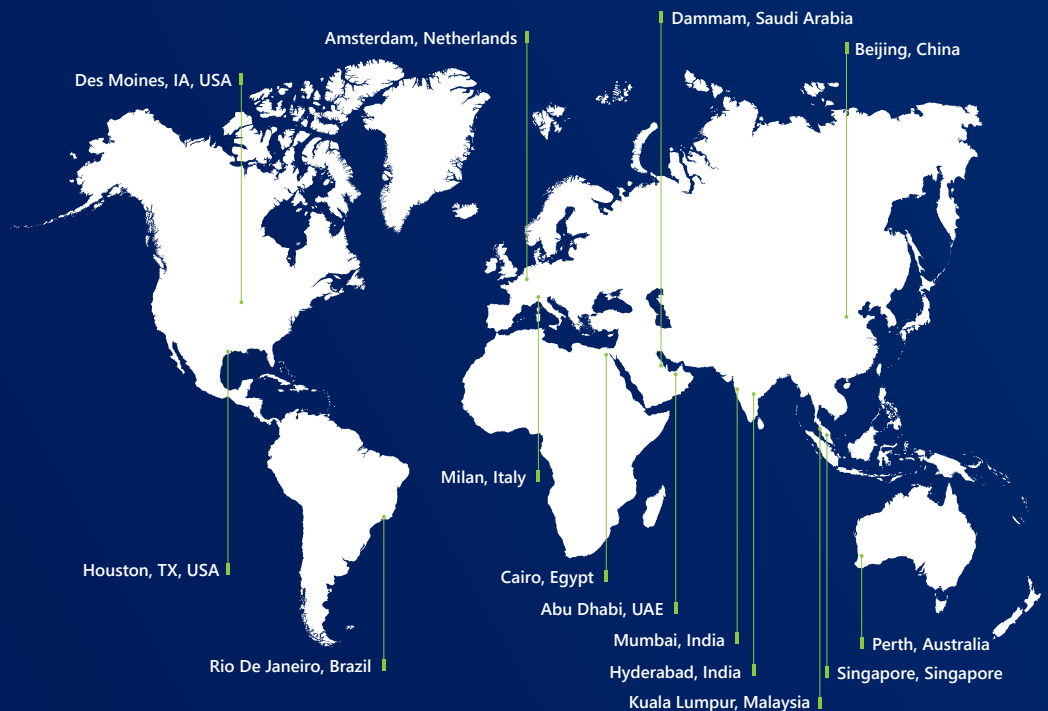 Dammam, Saudi Arabia
Amsterdam, Netherlands
Beijing, China
Des Moines, IA, USA
Milan, Italy
Houston, TX, USA
Cairo, Egypt
Abu Dhabi, UAE
Mumbai, India
Perth, Australia
Rio De Janeiro, Brazil
Hyderabad, India
Singapore, Singapore
Kuala Lumpur, Malaysia